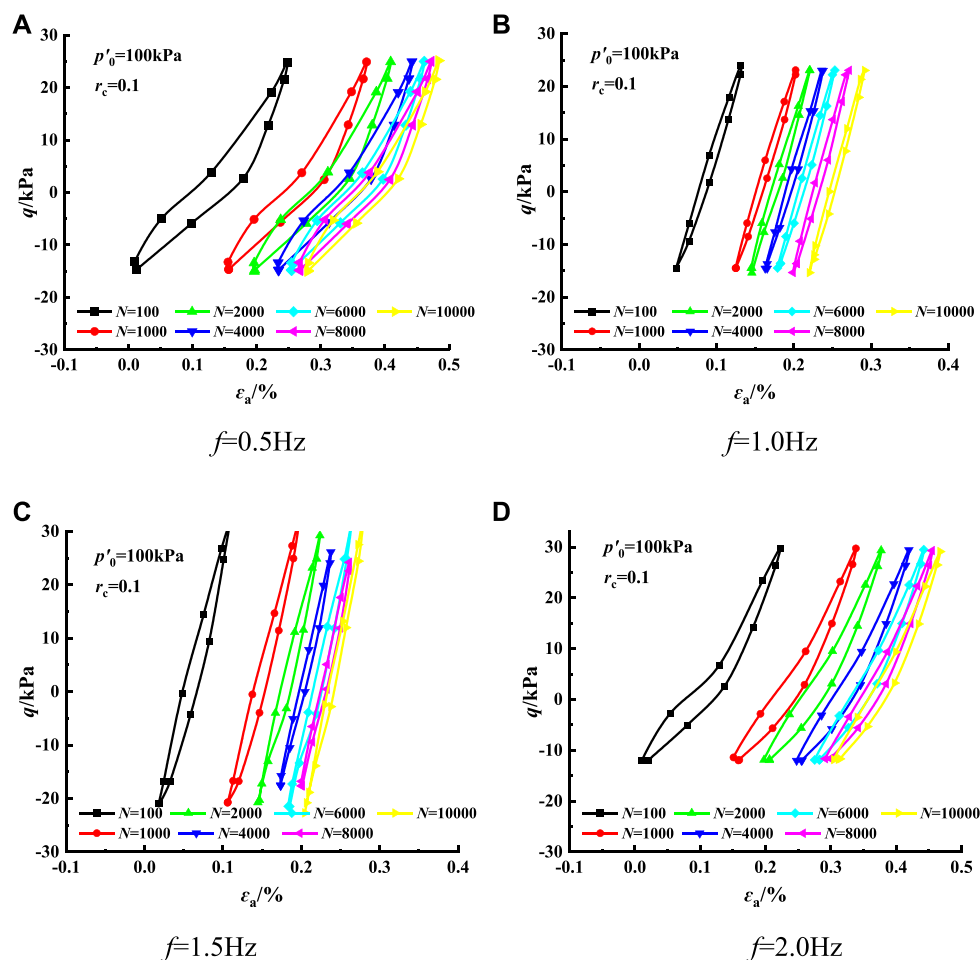 A
p′0=100kPa
rc=0.1
q/kPa
30
20
10
0
-10
-20
-30
N=100 N=2000 N=6000 N=10000
N=1000 N=4000 N=8000
-0.1 0.0 0.1 0.2 0.3 0.4 0.5
εa/%
f=0.5Hz
B
p′0=100kPa
rc=0.1
q/kPa
30
20
10
0
-10
-20
-30
N=100 N=2000 N=6000 N=10000
N=1000 N=4000 N=8000
-0.1 0.0 0.1 0.2 0.3 0.4
εa/%
f=1.0Hz
C
p′0=100kPa
rc=0.1
q/kPa
30
20
10
0
-10
-20
-30
N=100 N=2000 N=6000 N=10000
N=1000 N=4000 N=8000
-0.1 0.0 0.1 0.2 0.3 0.4
εa/%
f=1.5Hz
D
p′0=100kPa
rc=0.1
q/kPa
30
20
10
0
-10
-20
-30
N=100 N=2000 N=6000 N=10000
N=1000 N=4000 N=8000
-0.1 0.0 0.1 0.2 0.3 0.4 0.5
εa/%
f=2.0Hz